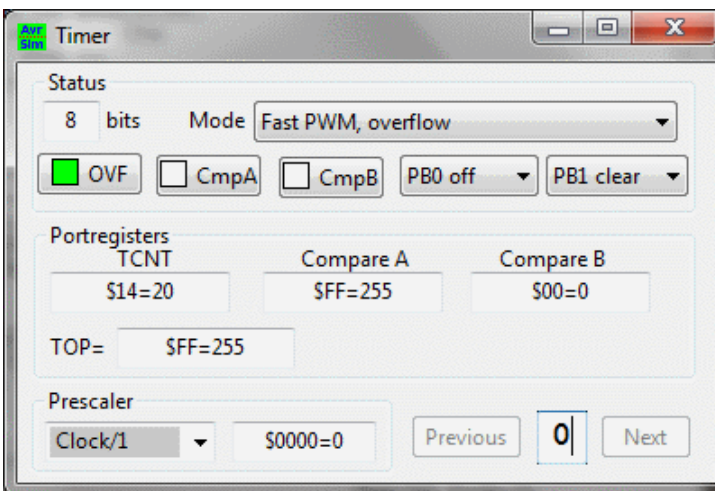 Avr Sim Timer
Status
8 bits Mode Fast PWM, overflow
OVF CmpA CmpB PB0 off PB1 clear
Portregisters
TCNT Compare A Compare B
$14=20 $FF=255 $00=0
TOP= $FF=255
Prescaler
Clock/1 $0000=0 Previous 0 Next